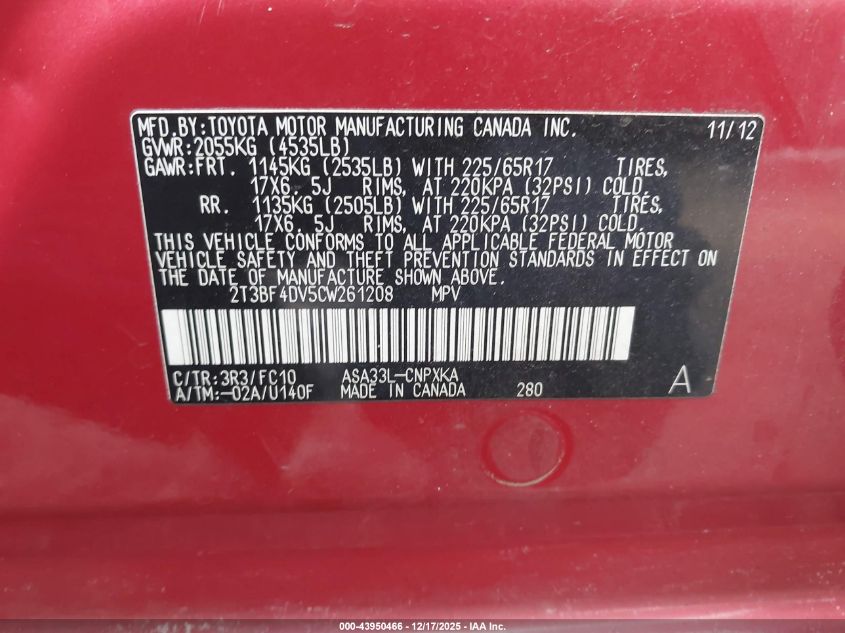 MFD.BY:TOYOTA MOTOR MANUFACTURING CANADA INC. 11/12
GVWR:2055KG (4535LB)
GAWR:FRT. 1145KG (2535LB) WITH 225/65R17 TIRES,
17X6.5J RIMS, AT 220KPA (32PSI) COLD.
RR. 1135KG (2505LB) WITH 225/65R17 TIRES,
17X6.5J RIMS, AT 220KPA (32PSI) COLD.
THIS VEHICLE CONFORMS TO ALL APPLICABLE FEDERAL MOTOR
VEHICLE SAFETY AND THEFT PREVENTION STANDARDS IN EFFECT ON
THE DATE OF MANUFACTURE SHOWN ABOVE.
2T3BF4DV5CW261208 MPV
C/TR:3R3/FC10 ASA33L-CNPXKA
A/TM:-02A/U140F MADE IN CANADA 280 A
000-43950466 - 12/17/2025 - IAA Inc.